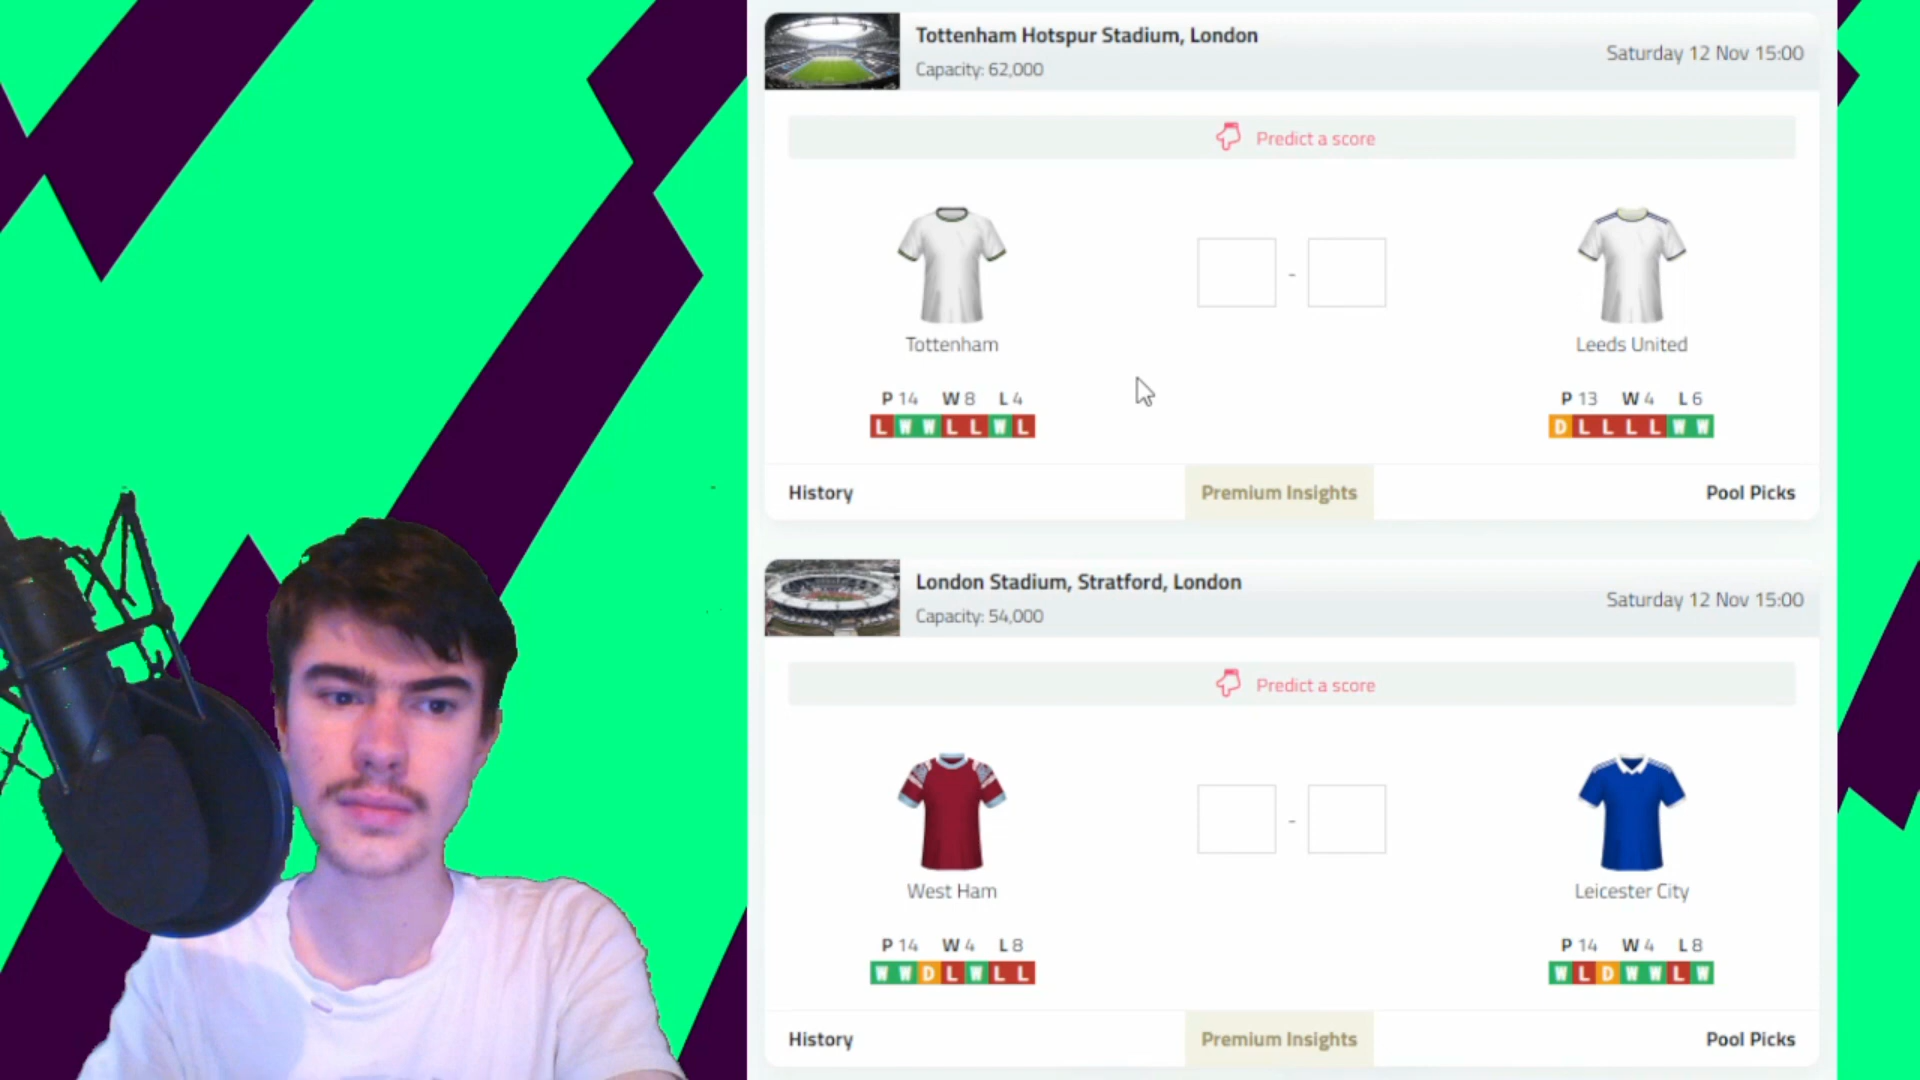 Tottenham Hotspur Stadium, London
Capacity: 62,000
Saturday 12 Nov 15:00
Predict a score
-
Tottenham
Leeds United
P 14 W 8 L 4
P 13 W 4 L 6
L W W L L W L
D L L L L W W
History
Premium Insights
Pool Picks
London Stadium, Stratford, London
Capacity: 54,000
Saturday 12 Nov 15:00
Predict a score
-
West Ham
Leicester City
P 14 W 4 L 8
P 14 W 4 L 8
W W D L W L L
W L D W W L W
History
Premium Insights
Pool Picks